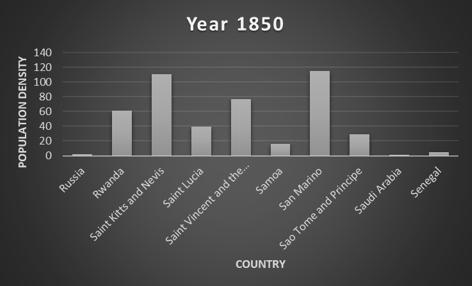 Year 1850
POPULATION DENSITY
140
120
100
80
60
40
20
0
Russia
Rwanda
Saint Kitts and Nevis
Saint Lucia
Saint Vincent and the...
Samoa
San Marino
Sao Tome and Principe
Saudi Arabia
Senegal
COUNTRY